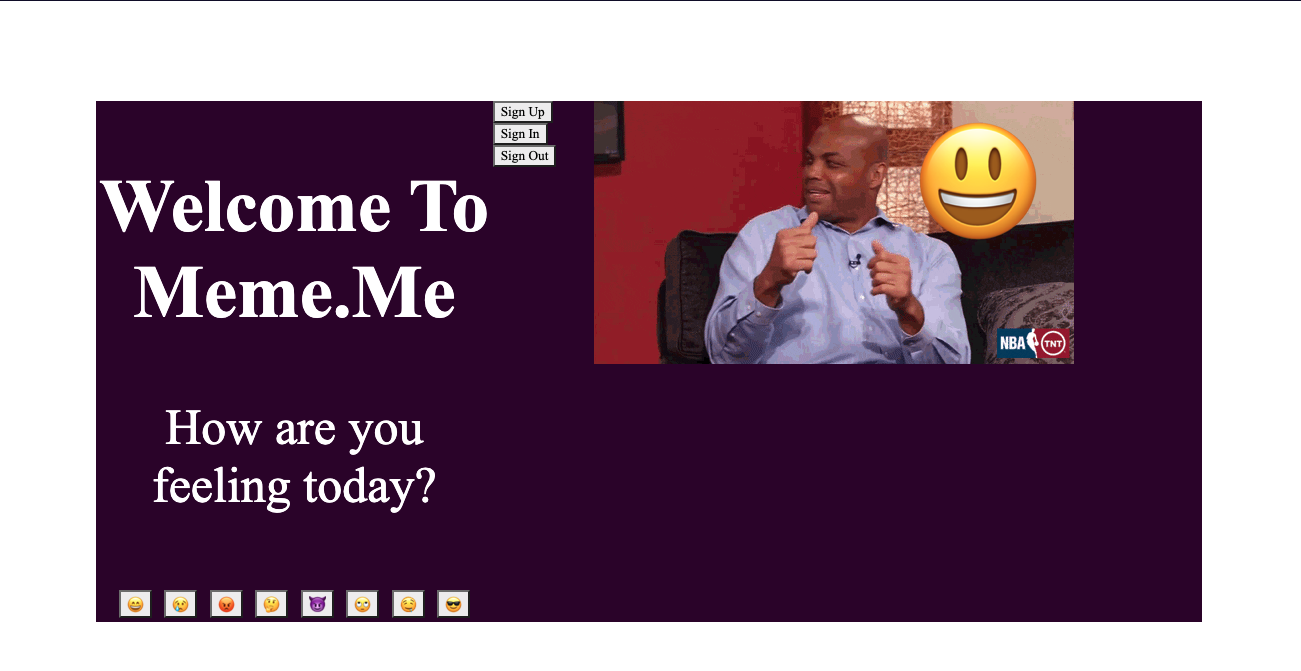 Sign Up
Sign In
Sign Out
Welcome To
Meme.Me
NBA
TNT
How are you
feeling today?